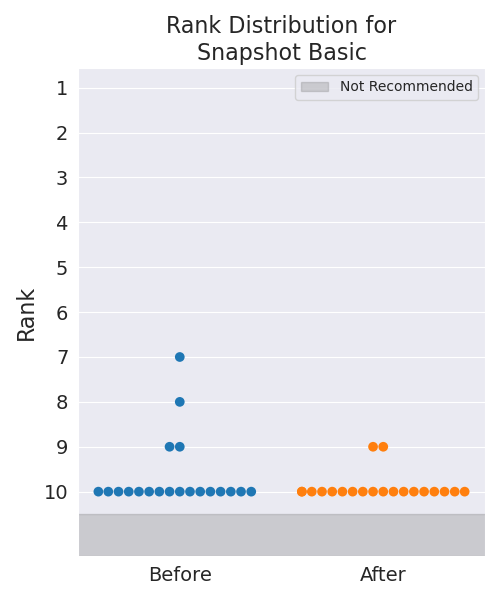 Rank Distribution for
Snapshot Basic
Not Recommended
1
2
3
4
5
6
7
8
9
10
Rank
Before
After